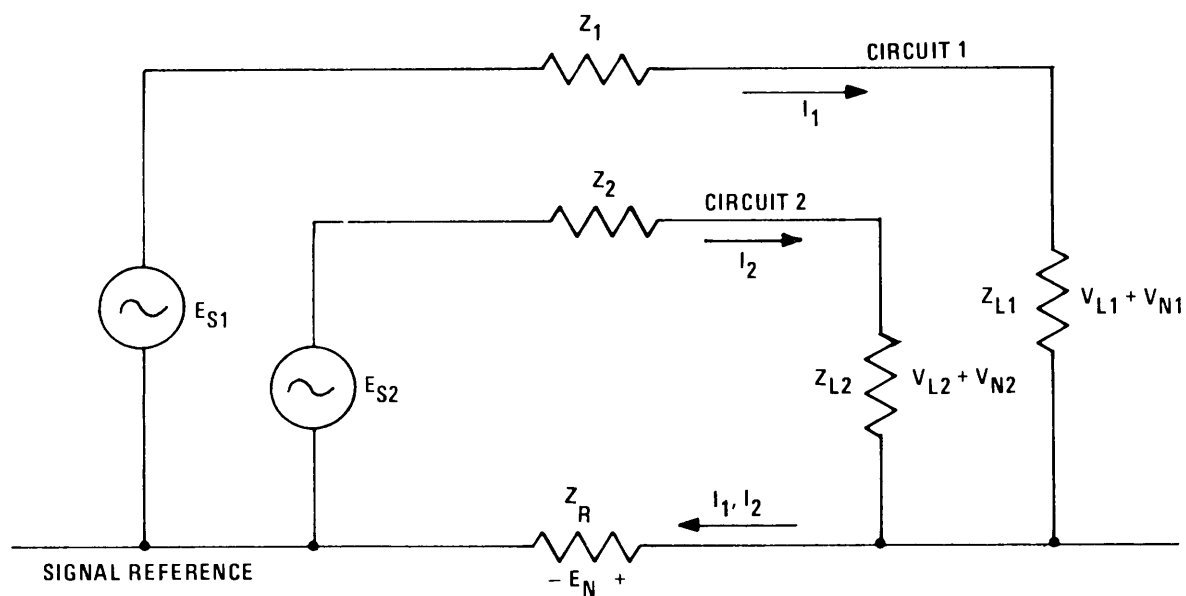 Z1
CIRCUIT 1
I1
Z2
CIRCUIT 2
I2
ES1
ZL1
VL1 + VN1
ES2
ZL2
VL2 + VN2
ZR
I1, I2
SIGNAL REFERENCE
− EN +